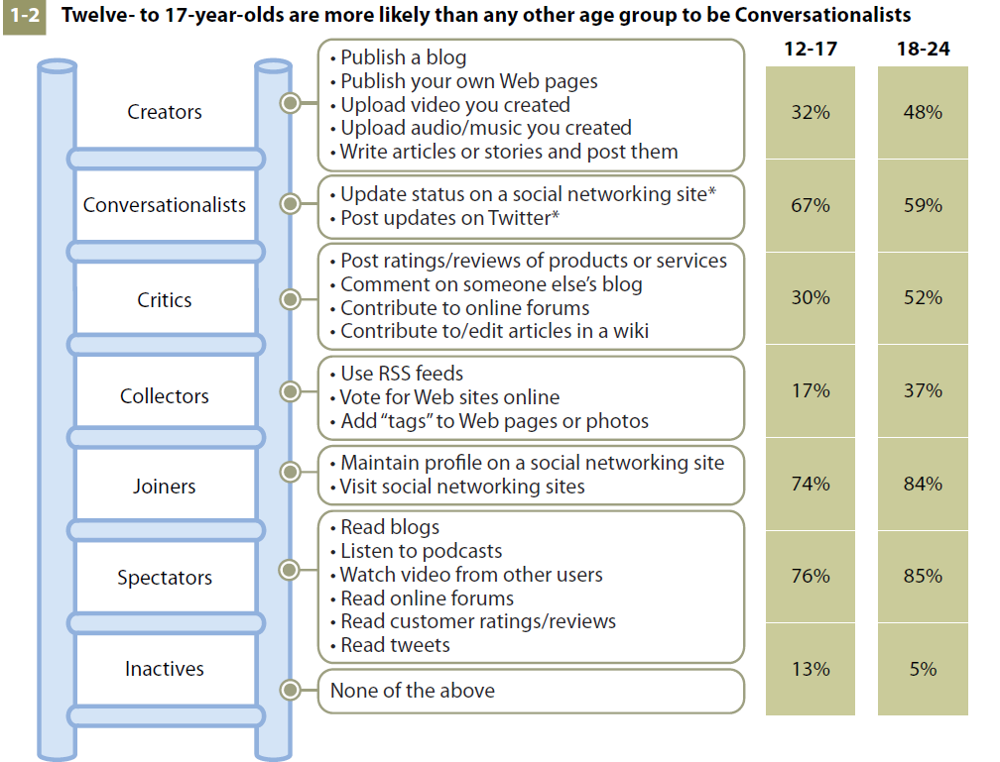 1-2 Twelve- to 17-year-olds are more likely than any other age group to be Conversationalists
12-17 18-24
Creators
• Publish a blog
• Publish your own Web pages
• Upload video you created
• Upload audio/music you created
• Write articles or stories and post them
32% 48%
Conversationalists
• Update status on a social networking site*
• Post updates on Twitter*
67% 59%
Critics
• Post ratings/reviews of products or services
• Comment on someone else’s blog
• Contribute to online forums
• Contribute to/edit articles in a wiki
30% 52%
Collectors
• Use RSS feeds
• Vote for Web sites online
• Add “tags” to Web pages or photos
17% 37%
Joiners
• Maintain profile on a social networking site
• Visit social networking sites
74% 84%
Spectators
• Read blogs
• Listen to podcasts
• Watch video from other users
• Read online forums
• Read customer ratings/reviews
• Read tweets
76% 85%
Inactives
None of the above
13% 5%